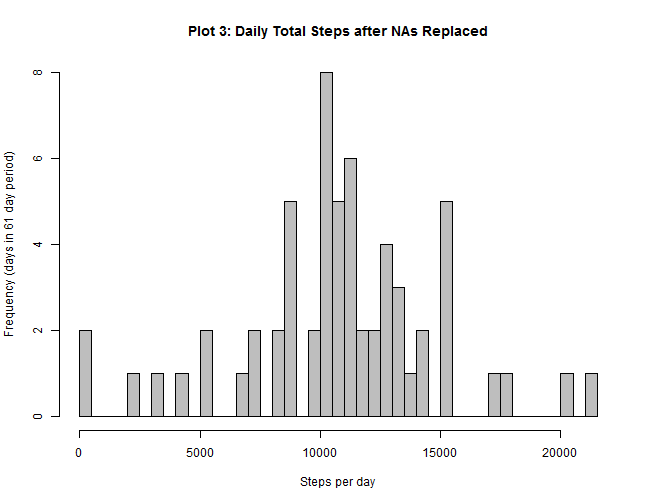 Plot 3: Daily Total Steps after NAs Replaced
Frequency (days in 61 day period)
8
6
4
2
0
0 5000 10000 15000 20000
Steps per day